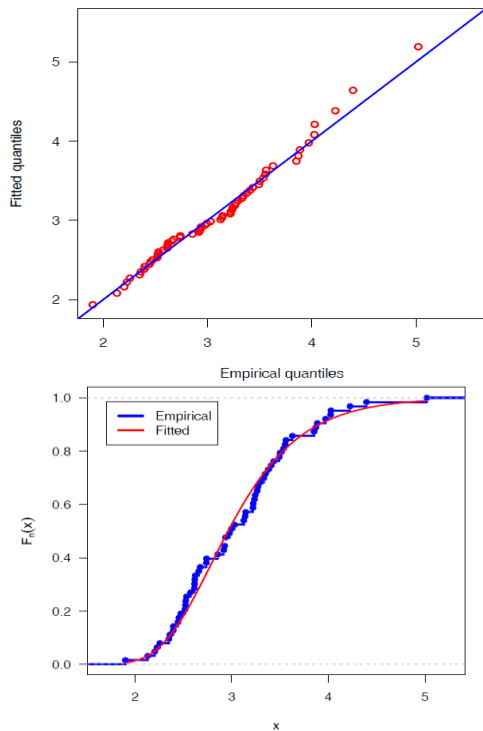 5
4
3
2
Fitted quantiles
2 3 4 5
Empirical quantiles
1.0
0.8
0.6
0.4
0.2
0.0
Fn(x)
Empirical
Fitted
2 3 4 5
x